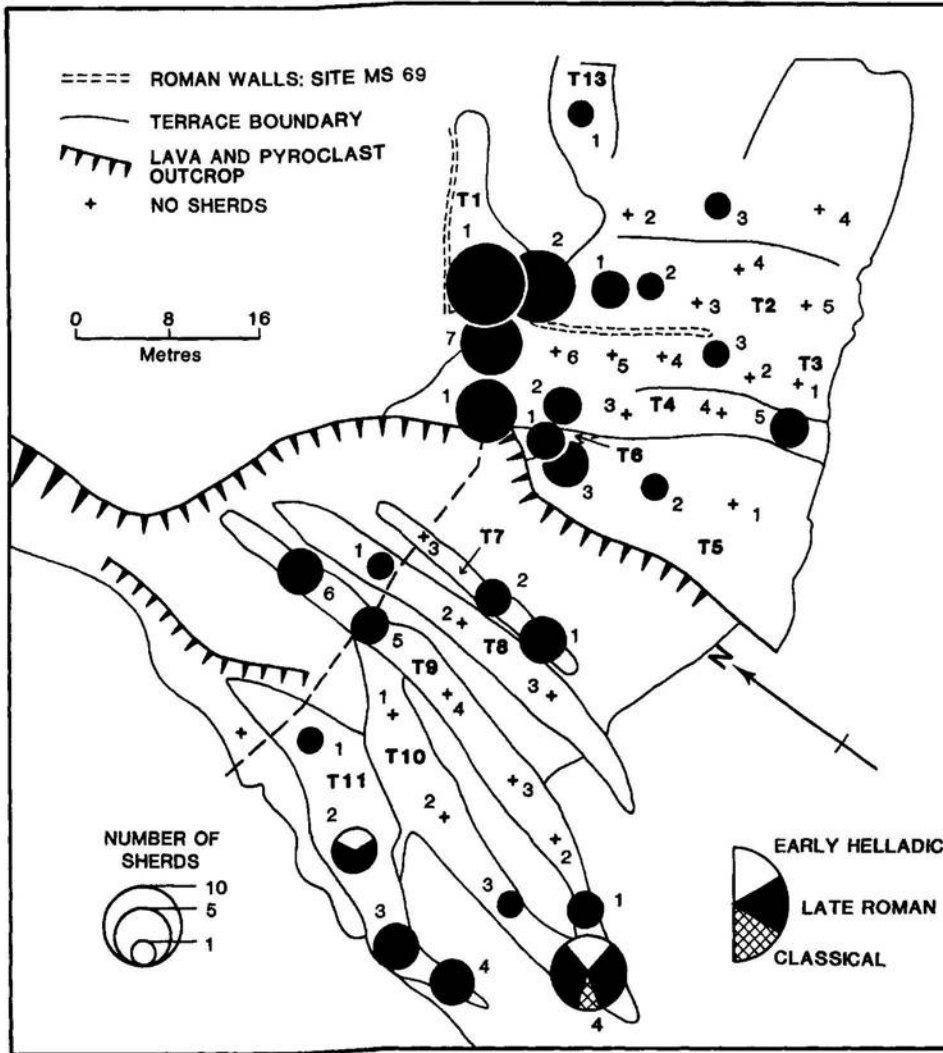 ROMAN WALLS: SITE MS 69
TERRACE BOUNDARY
LAVA AND PYROCLAST
OUTCROP
+ NO SHERDS
0 8 16
Metres
T13
1
T1
1
2
+ 2
3
+ 4
1
2
+ 4
+ 3
T2
+ 5
7
+ 6
+ 5
+ 4
3
+ 2
T3
+ 1
1
2
3 +
T4
4 +
5
1
T6
3
2
+ 1
T5
+ 3
T7
1
2
6
2 +
T8
1
5
T9
3 +
+ 4
1 +
T10
+
1
T11
+ 3
2
2 +
+ 2
3
1
3
4
4
N
NUMBER OF
SHERDS
10
5
1
EARLY HELLADIC
LATE ROMAN
CLASSICAL